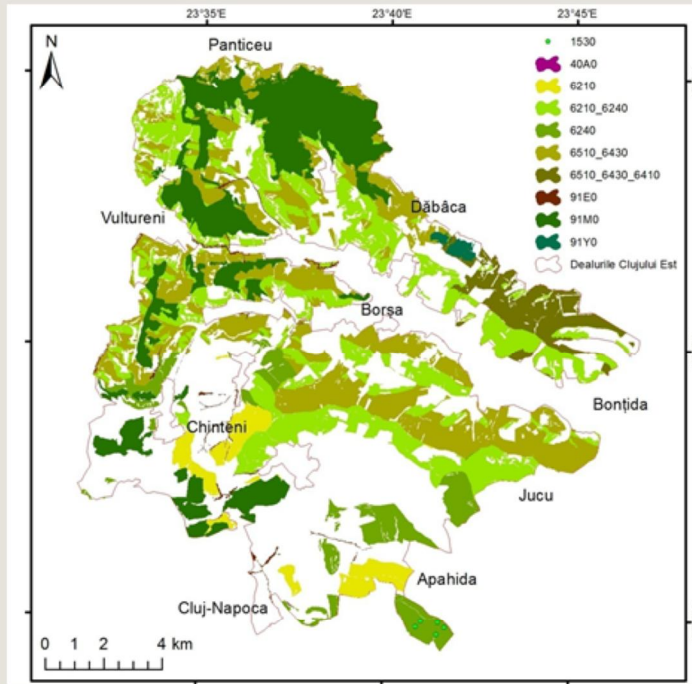 23°35'E 23°40'E 23°45'E
N
Panticeu
1530
40A0
6210
6210_6240
6240
6510_6430
6510_6430_6410
91E0
91M0
91Y0
Dealurile Clujului Est
Dăbâca
Vultureni
Borșa
Bonțida
Chinteni
Jucu
Apahida
Cluj-Napoca
0 1 2 4 km